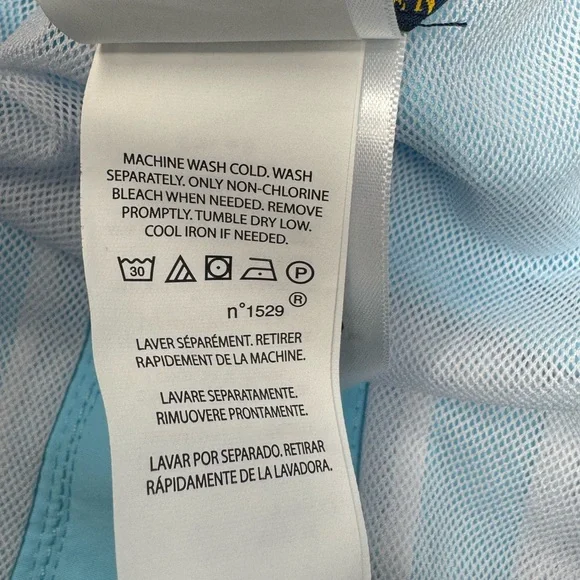 MACHINE WASH COLD. WASH
SEPARATELY. ONLY NON-CHLORINE
BLEACH WHEN NEEDED. REMOVE
PROMPTLY. TUMBLE DRY LOW.
COOL IRON IF NEEDED.
30 P
n°1529 ®
LAVER SÉPARÉMENT. RETIRER
RAPIDEMENT DE LA MACHINE.
LAVARE SEPARATAMENTE.
RIMUOVERE PRONTAMENTE.
LAVAR POR SEPARADO. RETIRAR
RÁPIDAMENTE DE LA LAVADORA.